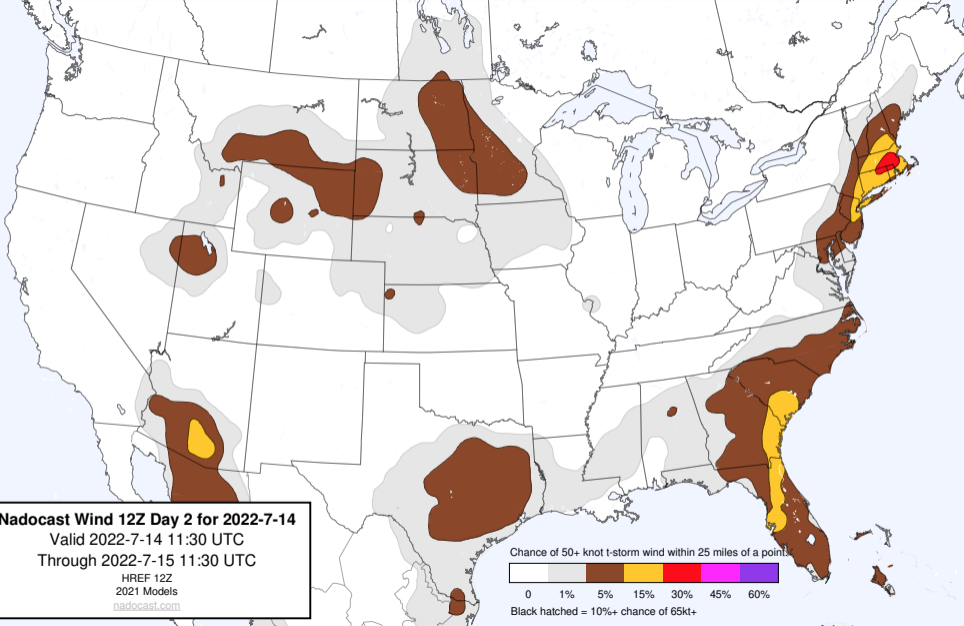 Nadocast Wind 12Z Day 2 for 2022-7-14
Valid 2022-7-14 11:30 UTC
Through 2022-7-15 11:30 UTC
HREF 12Z
2021 Models
nadocast.com
Chance of 50+ knot t-storm wind within 25 miles of a point.
0 1% 5% 15% 30% 45% 60%
Black hatched = 10%+ chance of 65kt+